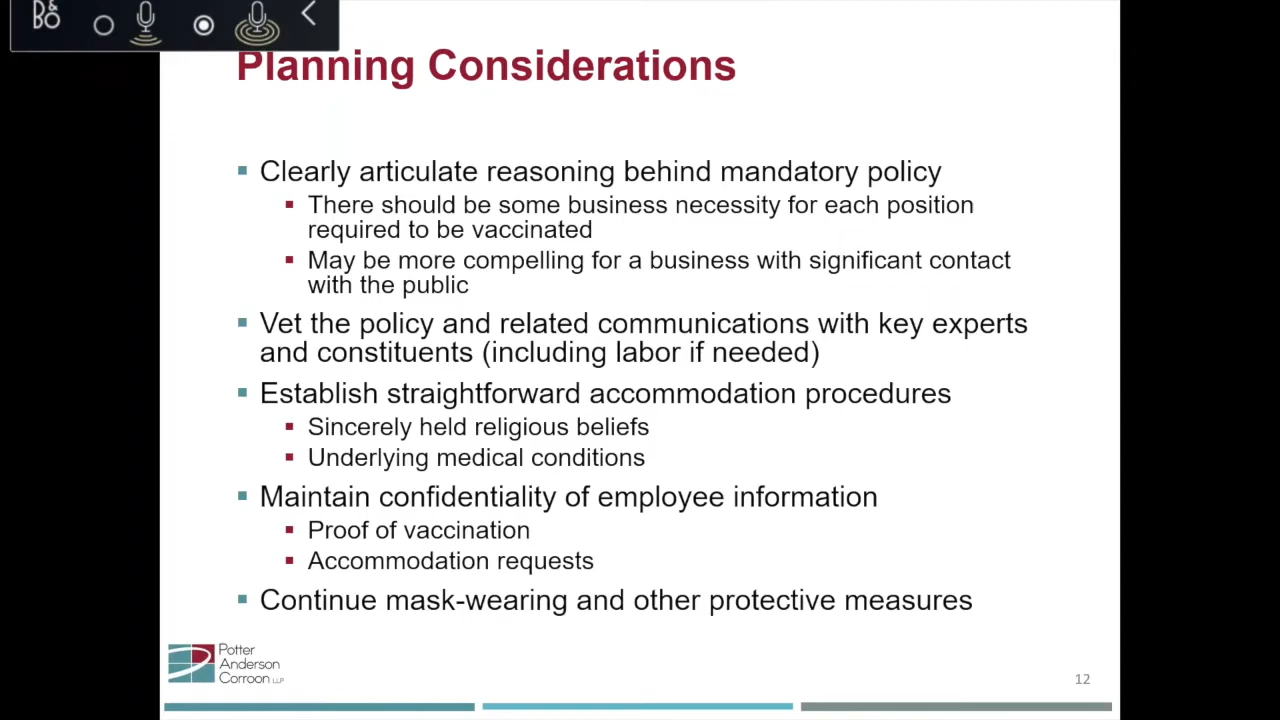 B&O
Planning Considerations
Clearly articulate reasoning behind mandatory policy
There should be some business necessity for each position
required to be vaccinated
May be more compelling for a business with significant contact
with the public
Vet the policy and related communications with key experts
and constituents (including labor if needed)
Establish straightforward accommodation procedures
Sincerely held religious beliefs
Underlying medical conditions
Maintain confidentiality of employee information
Proof of vaccination
Accommodation requests
Continue mask-wearing and other protective measures
Potter
Anderson
Corroon LLP
12